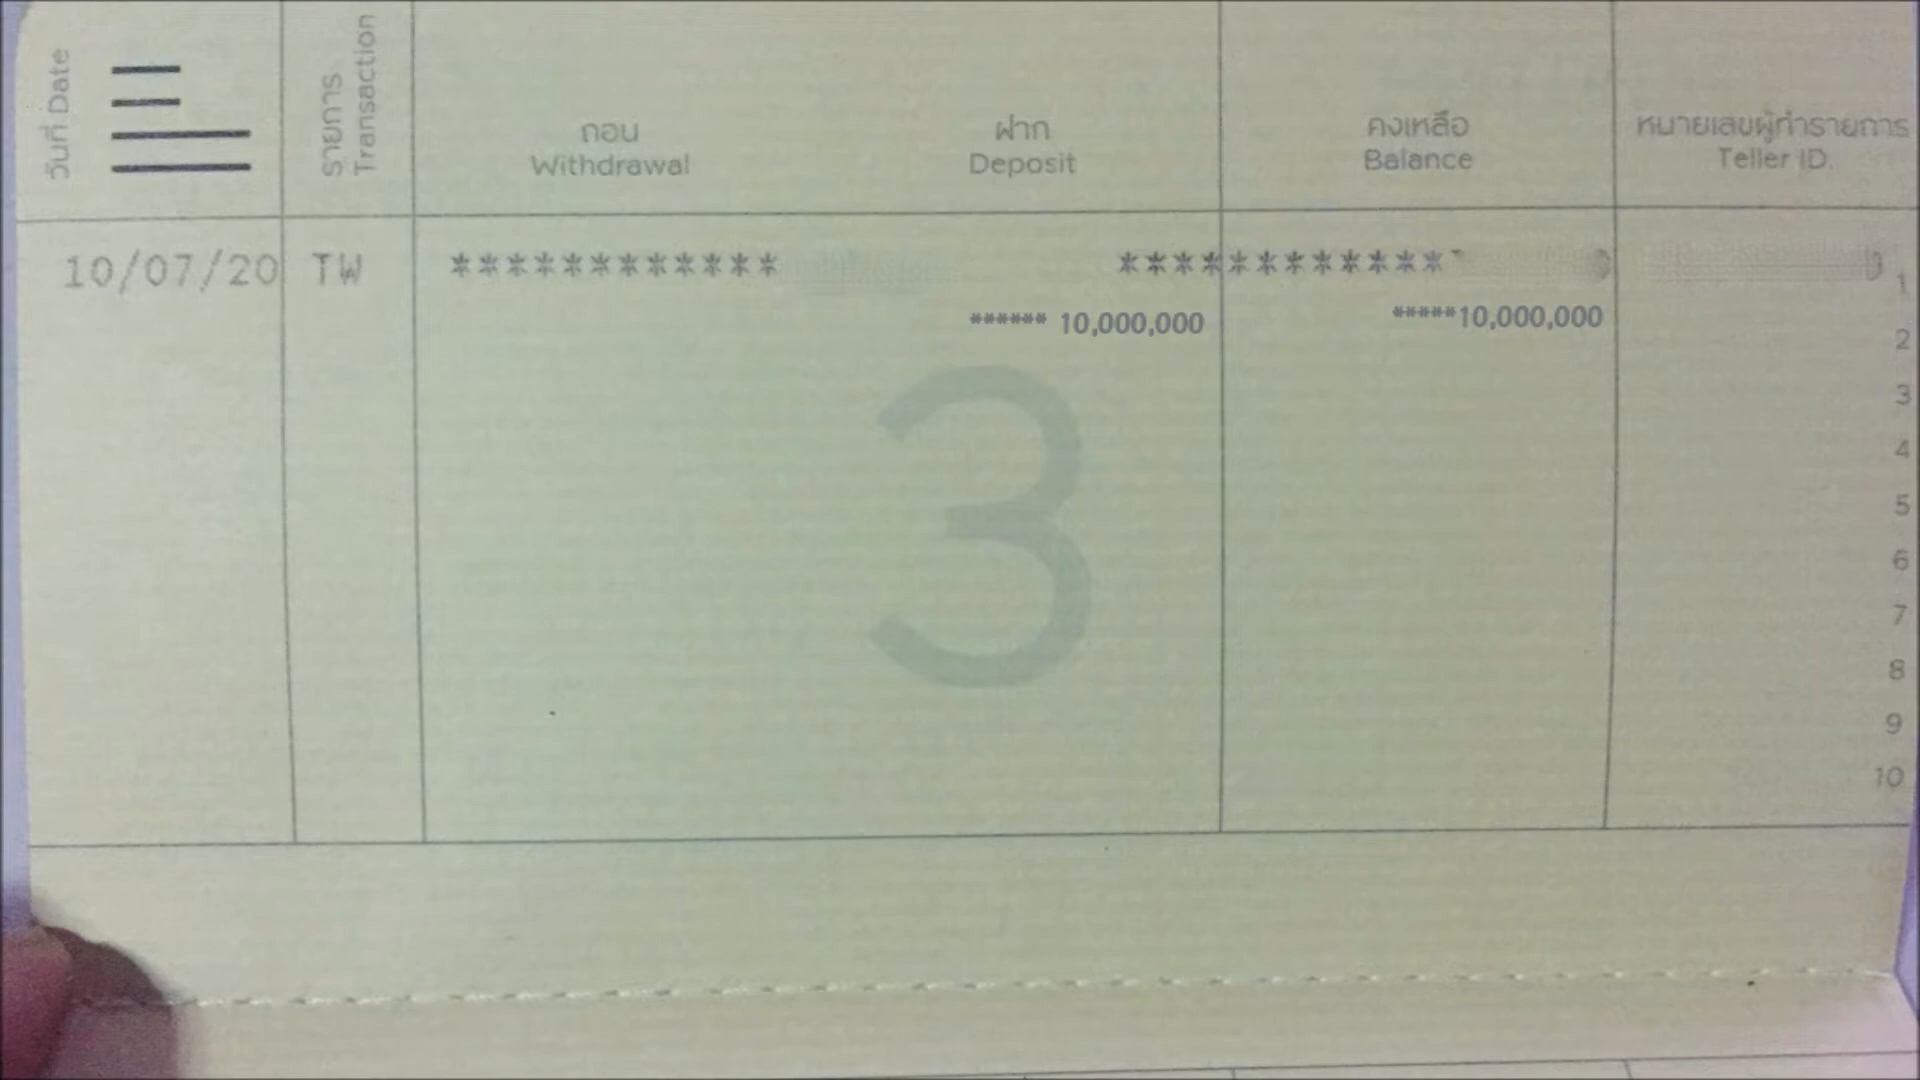 วันที่ Date
รายการ
Transaction
ถอน
Withdrawal
ฝาก
Deposit
คงเหลือ
Balance
หมายเลขผู้ทำรายการ
Teller ID.
10/07/20 TW ************ ************ 1
****** 10,000,000 *****10,000,000 2
3
3
4
5
6
7
8
9
10